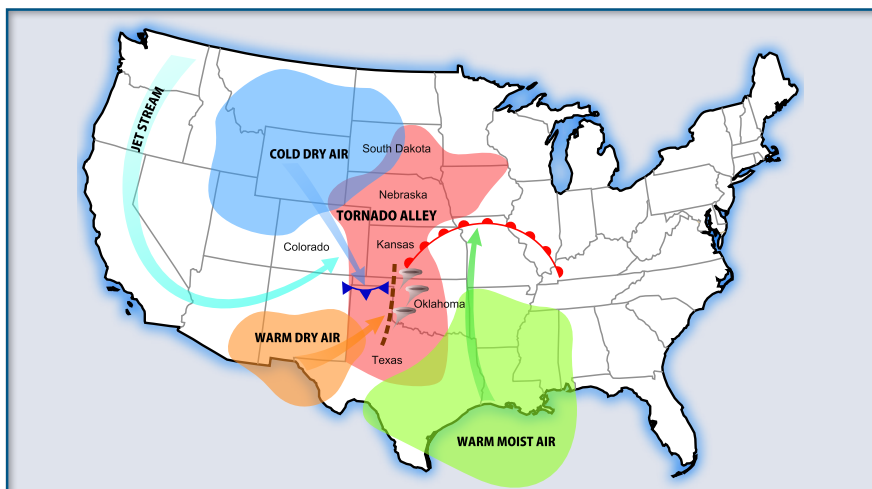 JET STREAM
COLD DRY AIR
South Dakota
Nebraska
TORNADO ALLEY
Colorado
Kansas
Oklahoma
WARM DRY AIR
Texas
WARM MOIST AIR